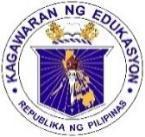 KAGAWARAN NG EDUKASYON
REPUBLIKA NG PILIPINAS